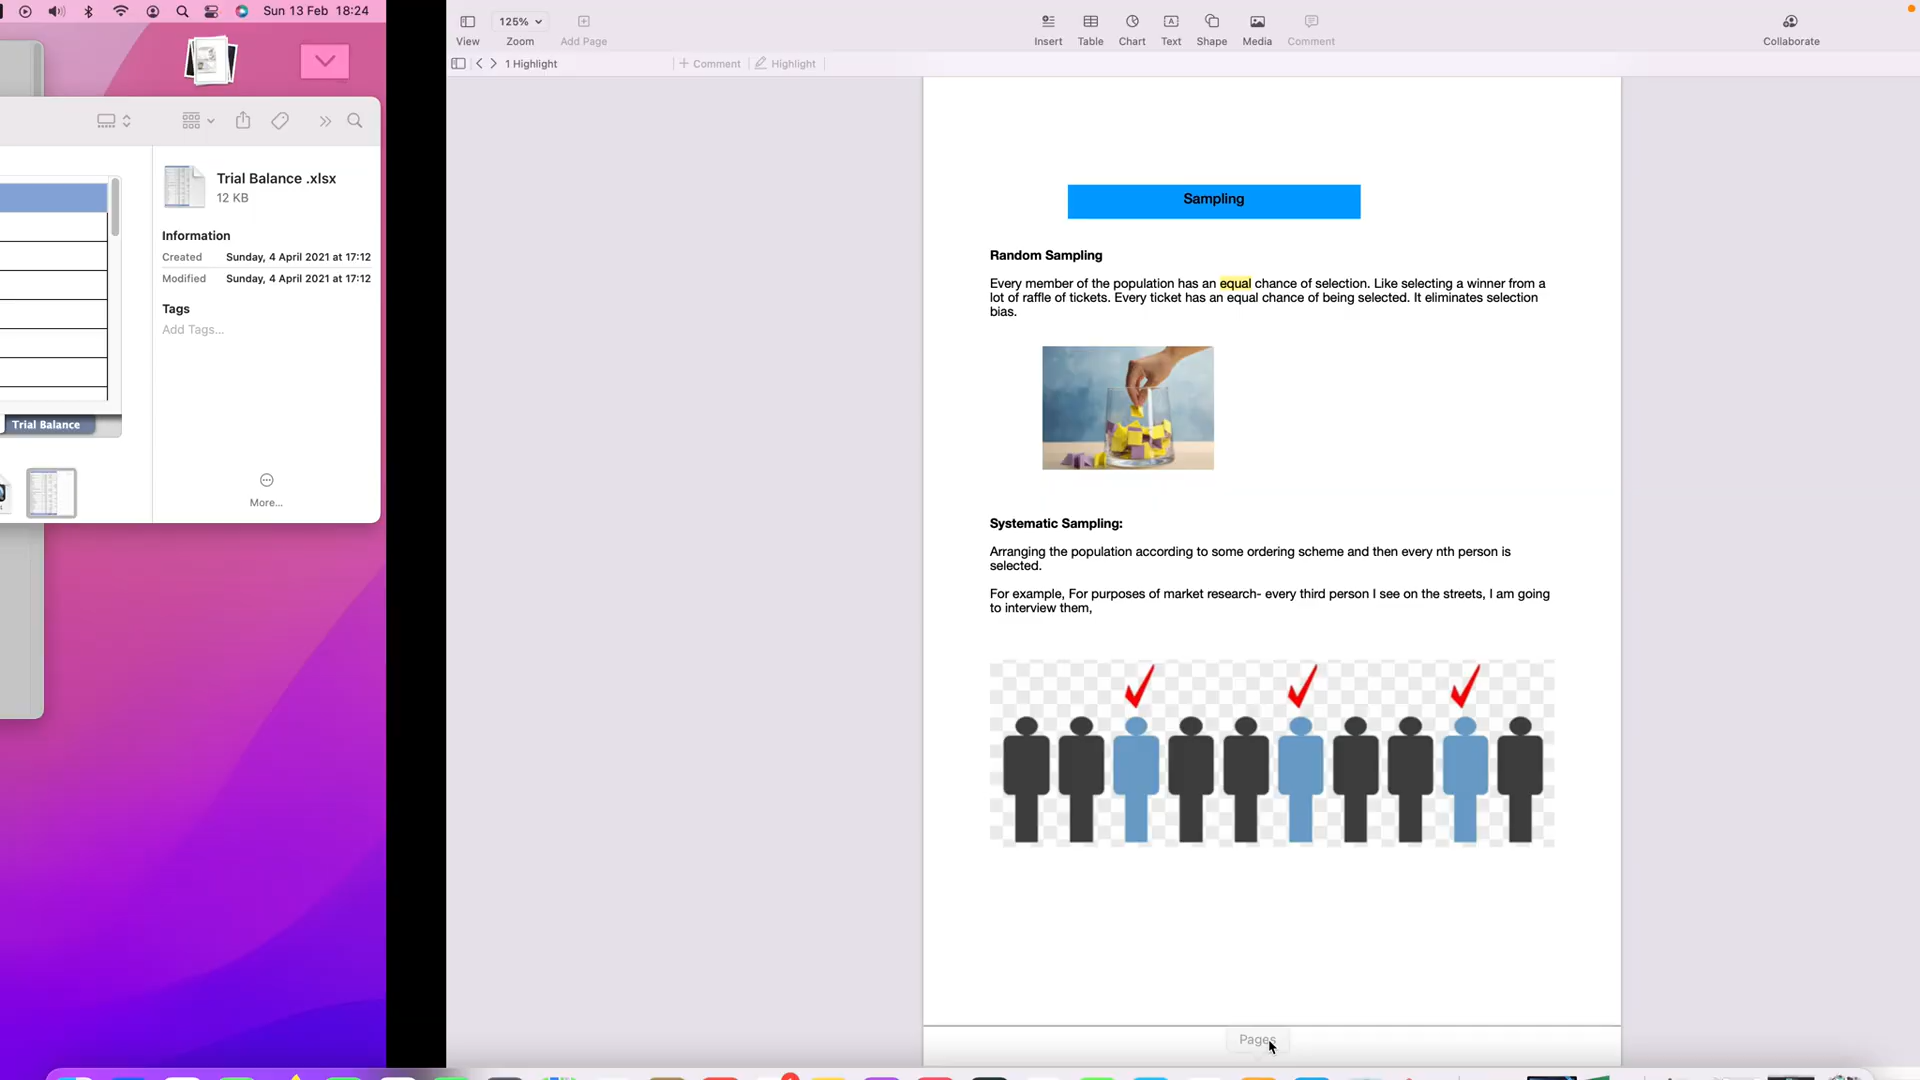 Sun 13 Feb 18:24
Trial Balance .xlsx
12 KB
Information
Created Sunday, 4 April 2021 at 17:12
Modified Sunday, 4 April 2021 at 17:12
Tags
Add Tags...
Trial Balance
More...
125%
View Zoom Add Page
Insert Table Chart Text Shape Media Comment
Collaborate
1 Highlight
Comment
Highlight
Sampling
Random Sampling
Every member of the population has an equal chance of selection. Like selecting a winner from a
lot of raffle of tickets. Every ticket has an equal chance of being selected. It eliminates selection
bias.
Systematic Sampling:
Arranging the population according to some ordering scheme and then every nth person is
selected.
For example, For purposes of market research- every third person I see on the streets, I am going
to interview them,
Pages